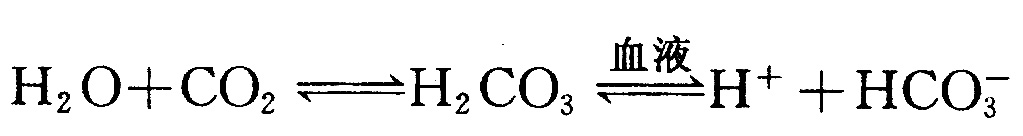 H₂O+CO₂ ⇌ H₂CO₃ ⇌(血液) H⁺ + HCO₃⁻